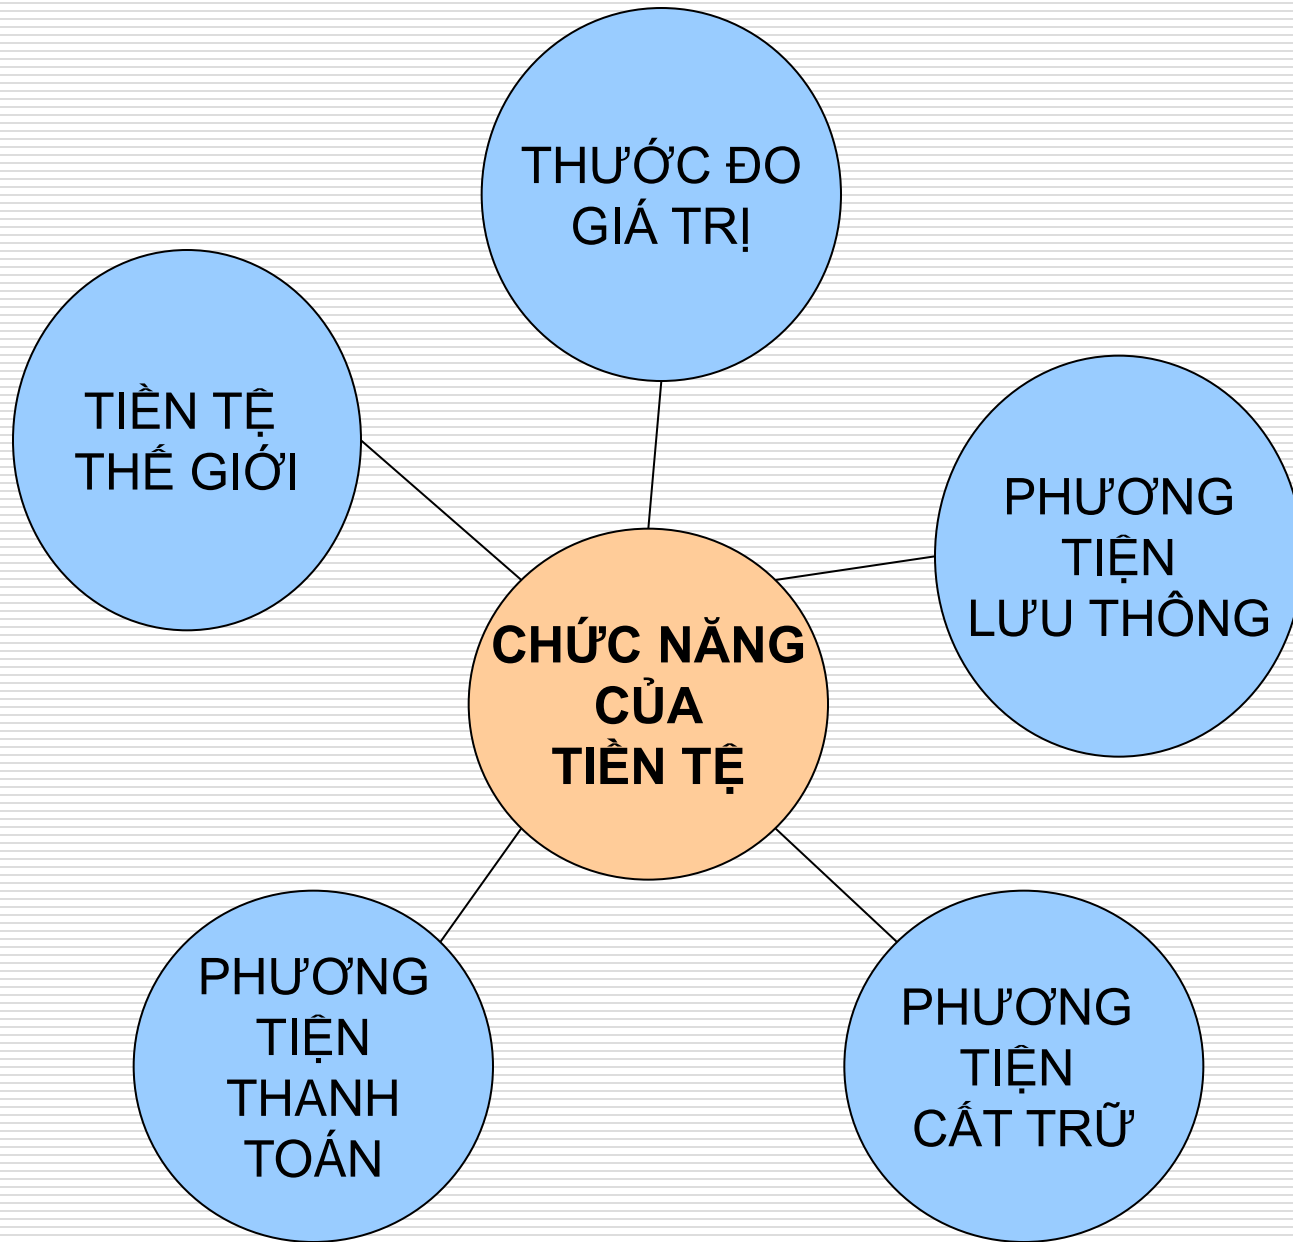 THƯỚC ĐO
GIÁ TRỊ
TIỀN TỆ
THẾ GIỚI
PHƯƠNG
TIỆN
LƯU THÔNG
CHỨC NĂNG
CỦA
TIỀN TỆ
PHƯƠNG
TIỆN
THANH
TOÁN
PHƯƠNG
TIỆN
CẤT TRỮ